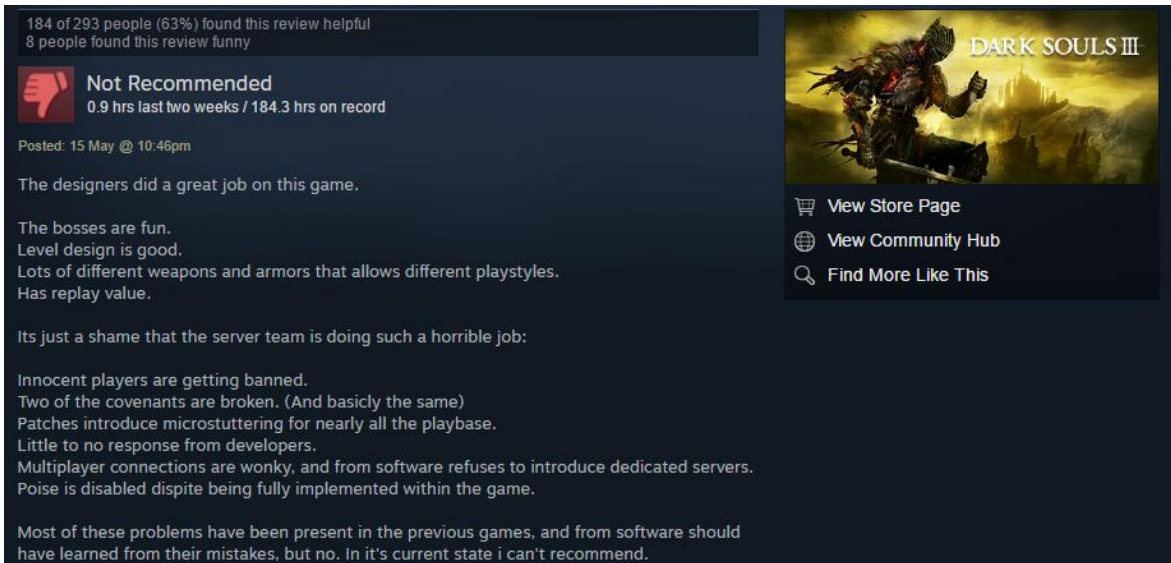 184 of 293 people (63%) found this review helpful
8 people found this review funny
Not Recommended
0.9 hrs last two weeks / 184.3 hrs on record
Posted: 15 May @ 10:46pm
The designers did a great job on this game.
The bosses are fun.
Level design is good.
Lots of different weapons and armors that allows different playstyles.
Has replay value.
Its just a shame that the server team is doing such a horrible job:
Innocent players are getting banned.
Two of the covenants are broken. (And basicly the same)
Patches introduce microstuttering for nearly all the playbase.
Little to no response from developers.
Multiplayer connections are wonky, and from software refuses to introduce dedicated servers.
Poise is disabled dispite being fully implemented within the game.
Most of these problems have been present in the previous games, and from software should
have learned from their mistakes, but no. In it's current state i can't recommend.
DARK SOULS III
View Store Page
View Community Hub
Find More Like This